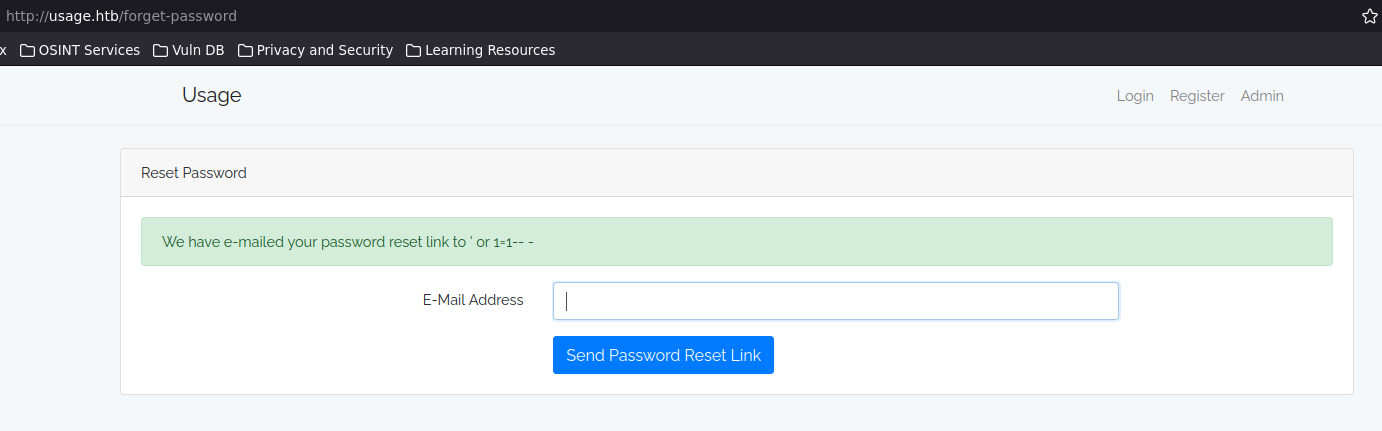 http://usage.htb/forget-password
x OSINT Services Vuln DB Privacy and Security Learning Resources
Usage Login Register Admin
Reset Password
We have e-mailed your password reset link to ' or 1=1-- -
E-Mail Address
Send Password Reset Link